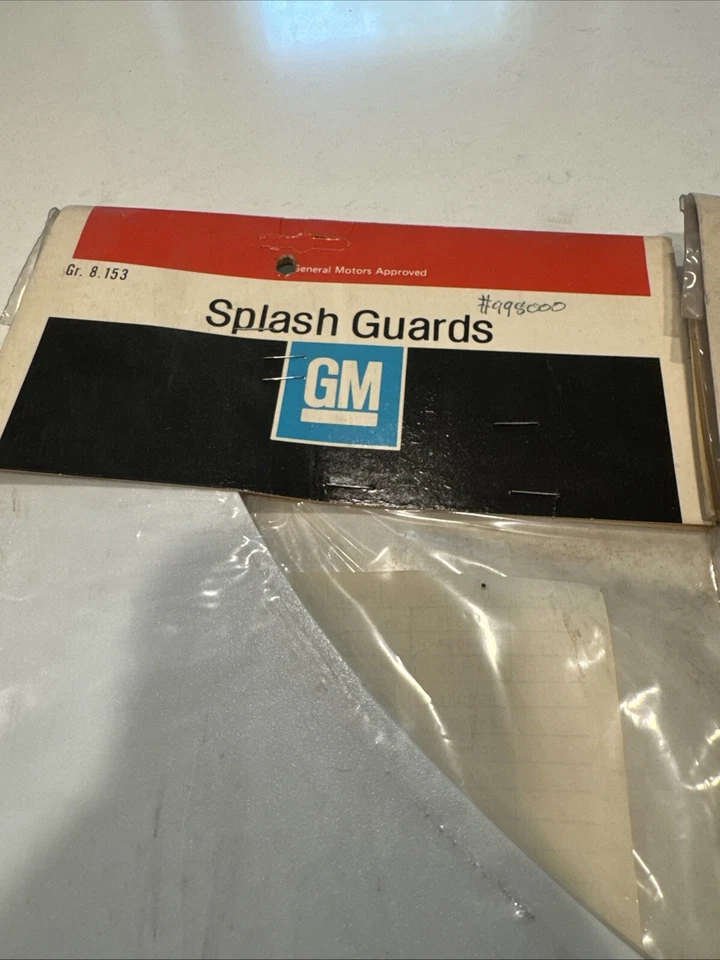 Gr. 8.153
General Motors Approved
Splash Guards
#998000
GM